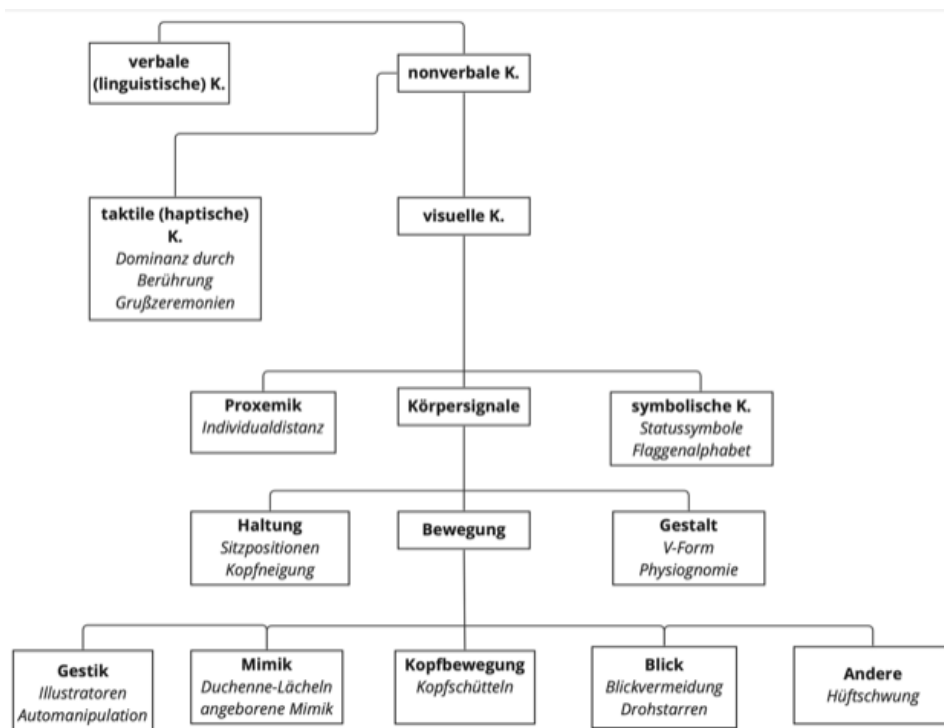 verbale
(linguistische) K.
nonverbale K.
taktile (haptische)
K.
Dominanz durch
Berührung
Grußzeremonien
visuelle K.
Proxemik
Individualdistanz
Körpersignale
symbolische K.
Statussymbole
Flaggenalphabet
Haltung
Sitzpositionen
Kopfneigung
Bewegung
Gestalt
V-Form
Physiognomie
Gestik
Illustratoren
Automanipulation
Mimik
Duchenne-Lächeln
angeborene Mimik
Kopfbewegung
Kopfschütteln
Blick
Blickvermeidung
Drohstarren
Andere
Hüftschwung